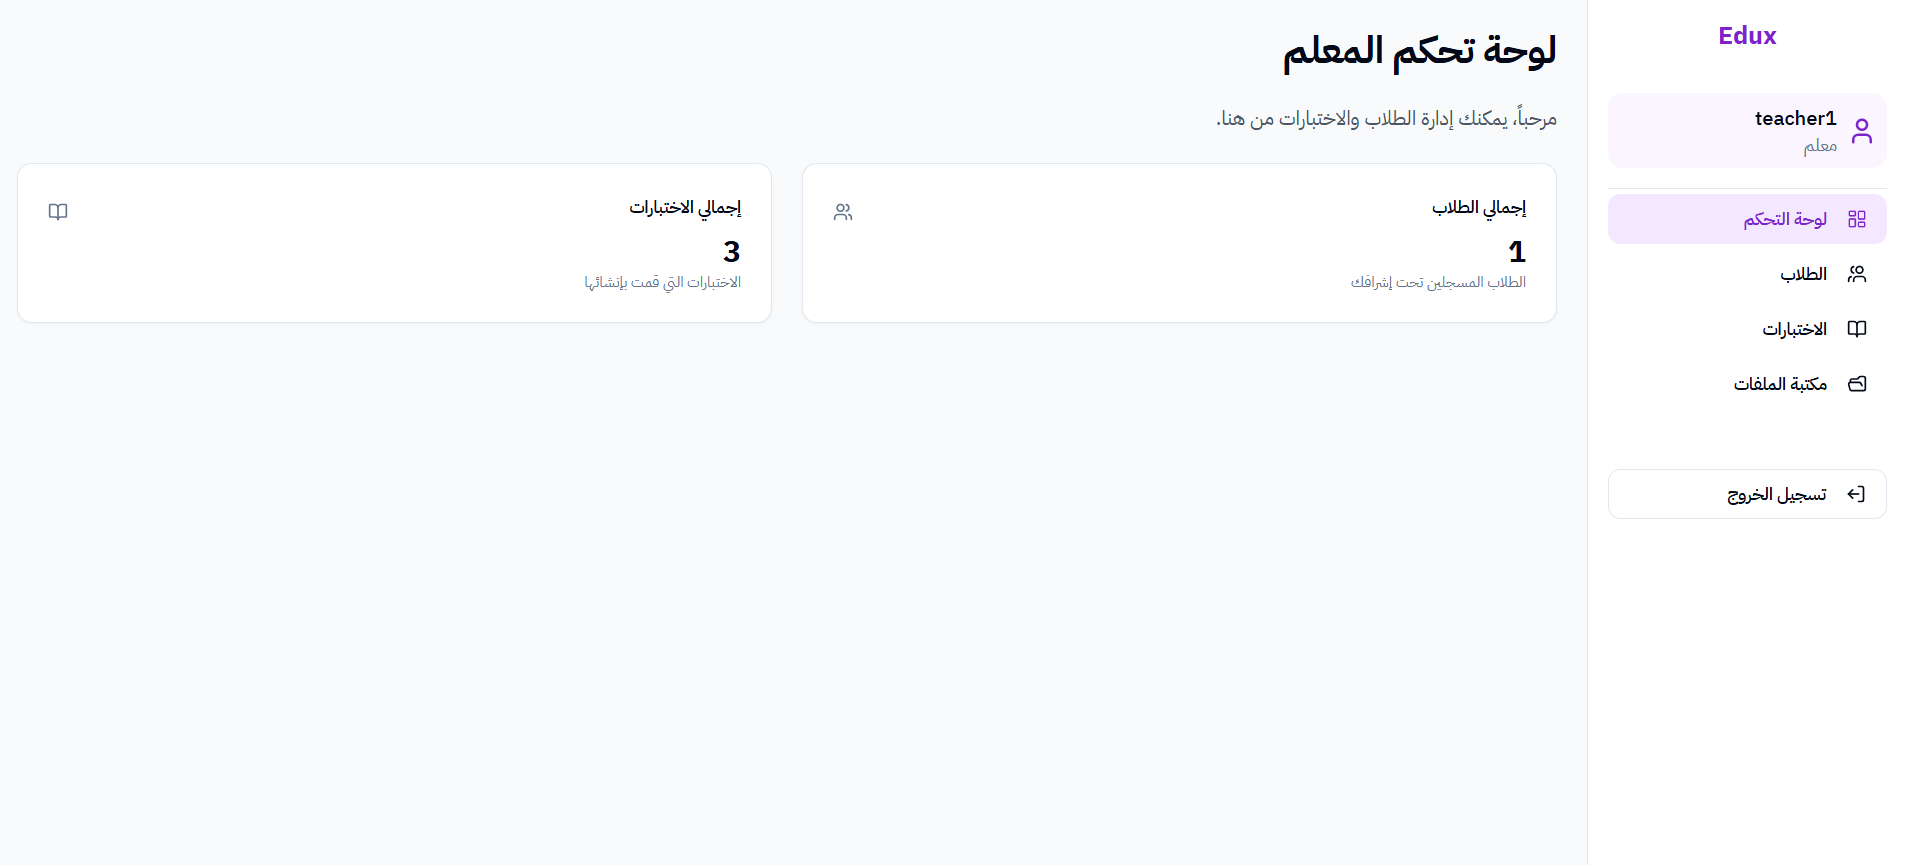 Edux
teacher1
معلم
لوحة التحكم
الطلاب
الاختبارات
مكتبة الملفات
تسجيل الخروج
لوحة تحكم المعلم
مرحباً، يمكنك إدارة الطلاب والاختبارات من هنا.
إجمالي الطلاب
1
الطلاب المسجلين تحت إشرافك
إجمالي الاختبارات
3
الاختبارات التي قمت بإنشائها